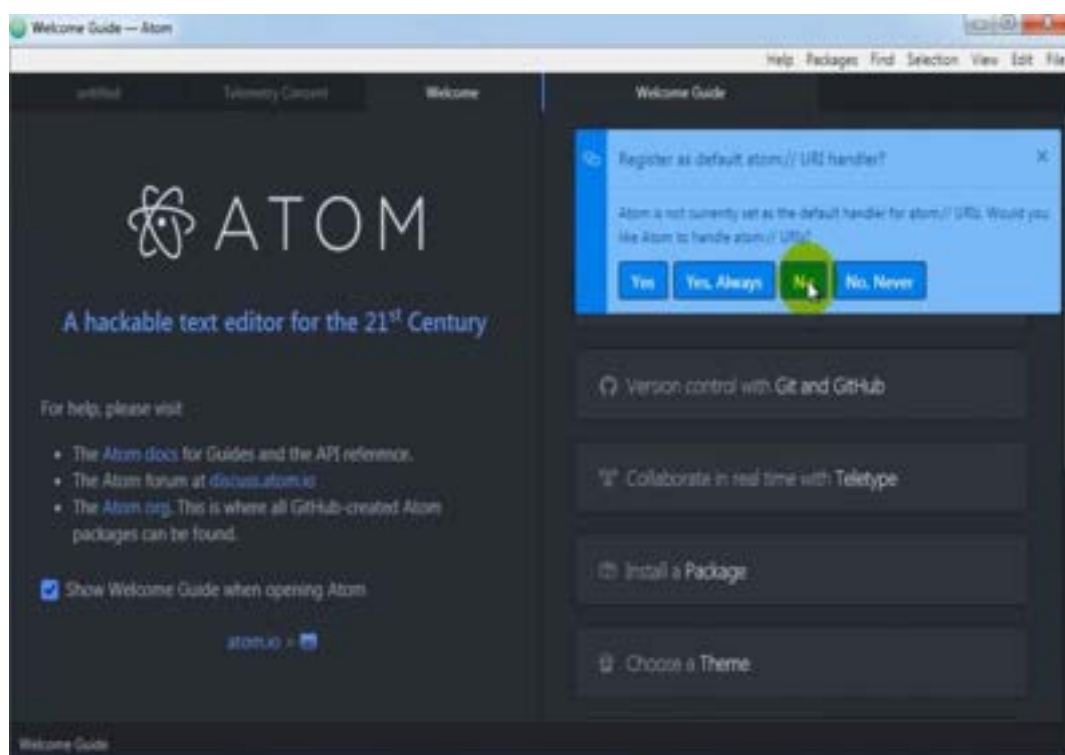 Welcome Guide — Atom
Help Packages Find Selection View Edit File
untitled Telemetry Consent Welcome Welcome Guide
Register as default atom:// URI handler?
Atom is not currently set as the default handler for atom:// URIs. Would you
like Atom to handle atom:// URIs?
Yes Yes, Always No No, Never
ATOM
A hackable text editor for the 21st Century
For help, please visit
• The Atom docs for Guides and the API reference.
• The Atom forum at discuss.atom.io
• The Atom org. This is where all GitHub-created Atom
packages can be found.
Show Welcome Guide when opening Atom
atom.io ×
Version control with Git and GitHub
Collaborate in real time with Teletype
Install a Package
Choose a Theme
Welcome Guide